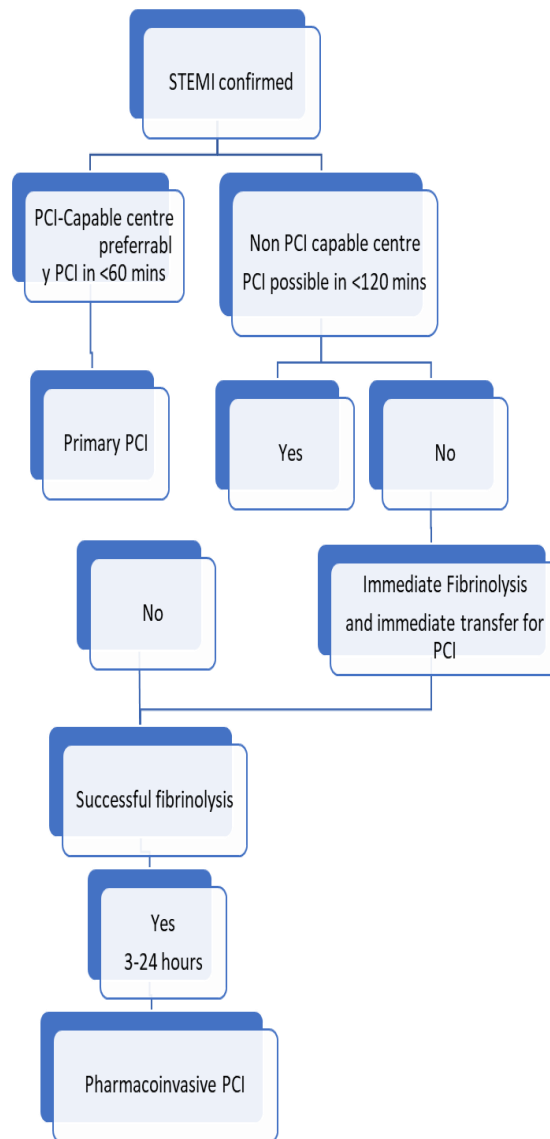 STEMI confirmed
PCI-Capable centre
preferrabl
y PCI in <60 mins
Non PCI capable centre
PCI possible in <120 mins
Primary PCI
Yes
No
No
Immediate Fibrinolysis
and immediate transfer for
PCI
Successful fibrinolysis
Yes
3-24 hours
Pharmacoinvasive PCI